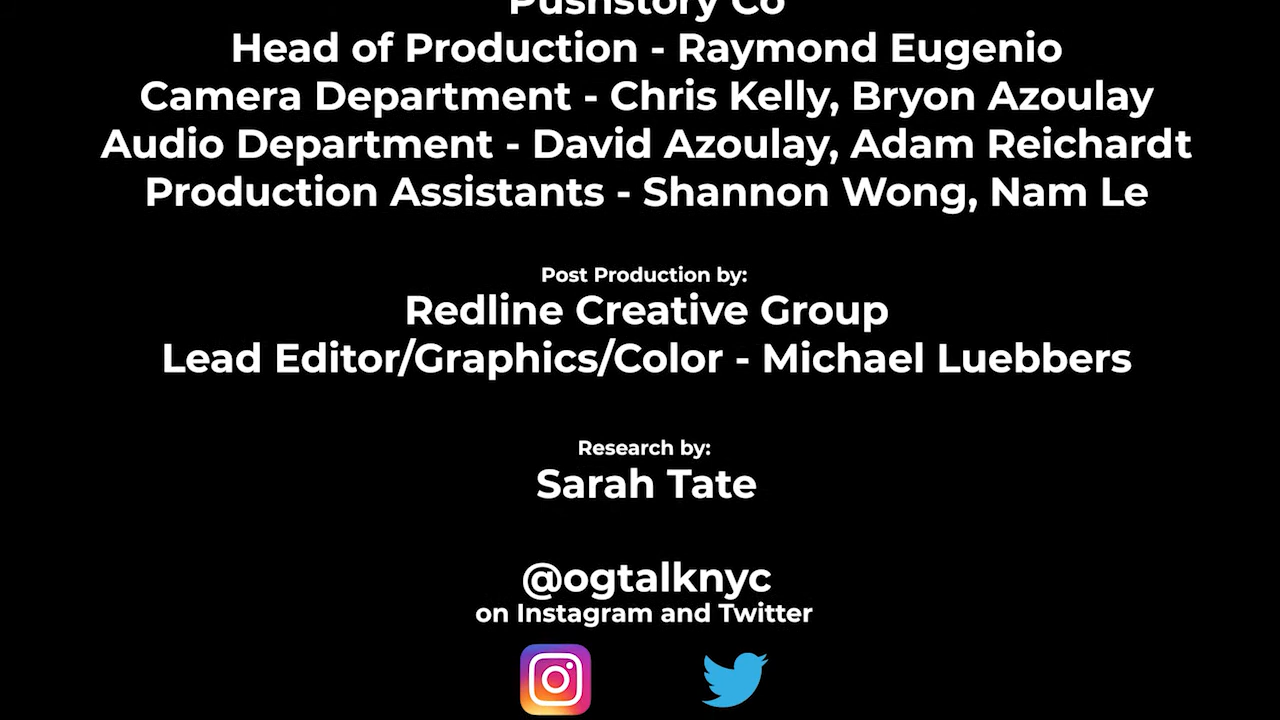 Pushstory Co
Head of Production - Raymond Eugenio
Camera Department - Chris Kelly, Bryon Azoulay
Audio Department - David Azoulay, Adam Reichardt
Production Assistants - Shannon Wong, Nam Le
Post Production by:
Redline Creative Group
Lead Editor/Graphics/Color - Michael Luebbers
Research by:
Sarah Tate
@ogtalknyc
on Instagram and Twitter